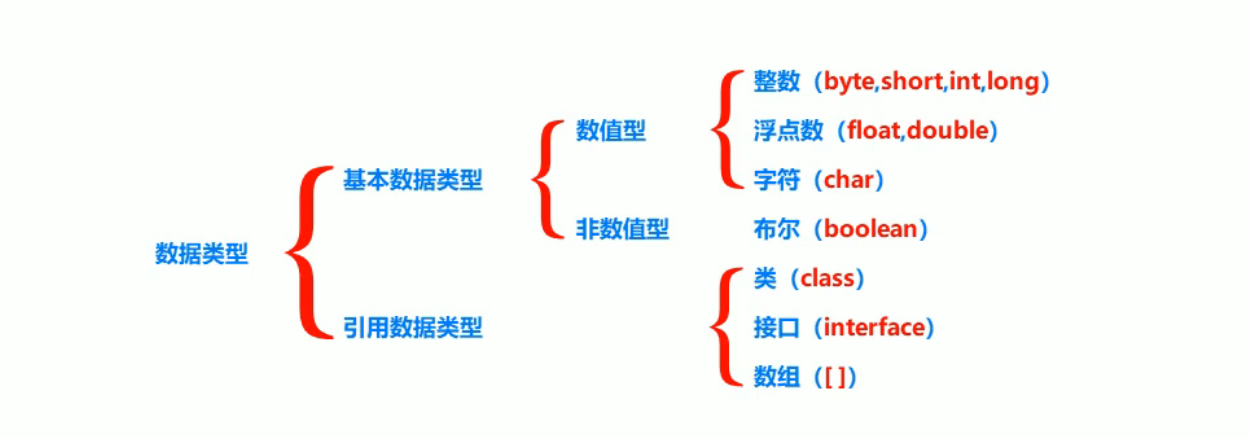 整数（byte,short,int,long）
数值型
浮点数（float,double）
基本数据类型
字符（char）
非数值型
布尔（boolean）
数据类型
类（class）
引用数据类型
接口（interface）
数组（[ ]）